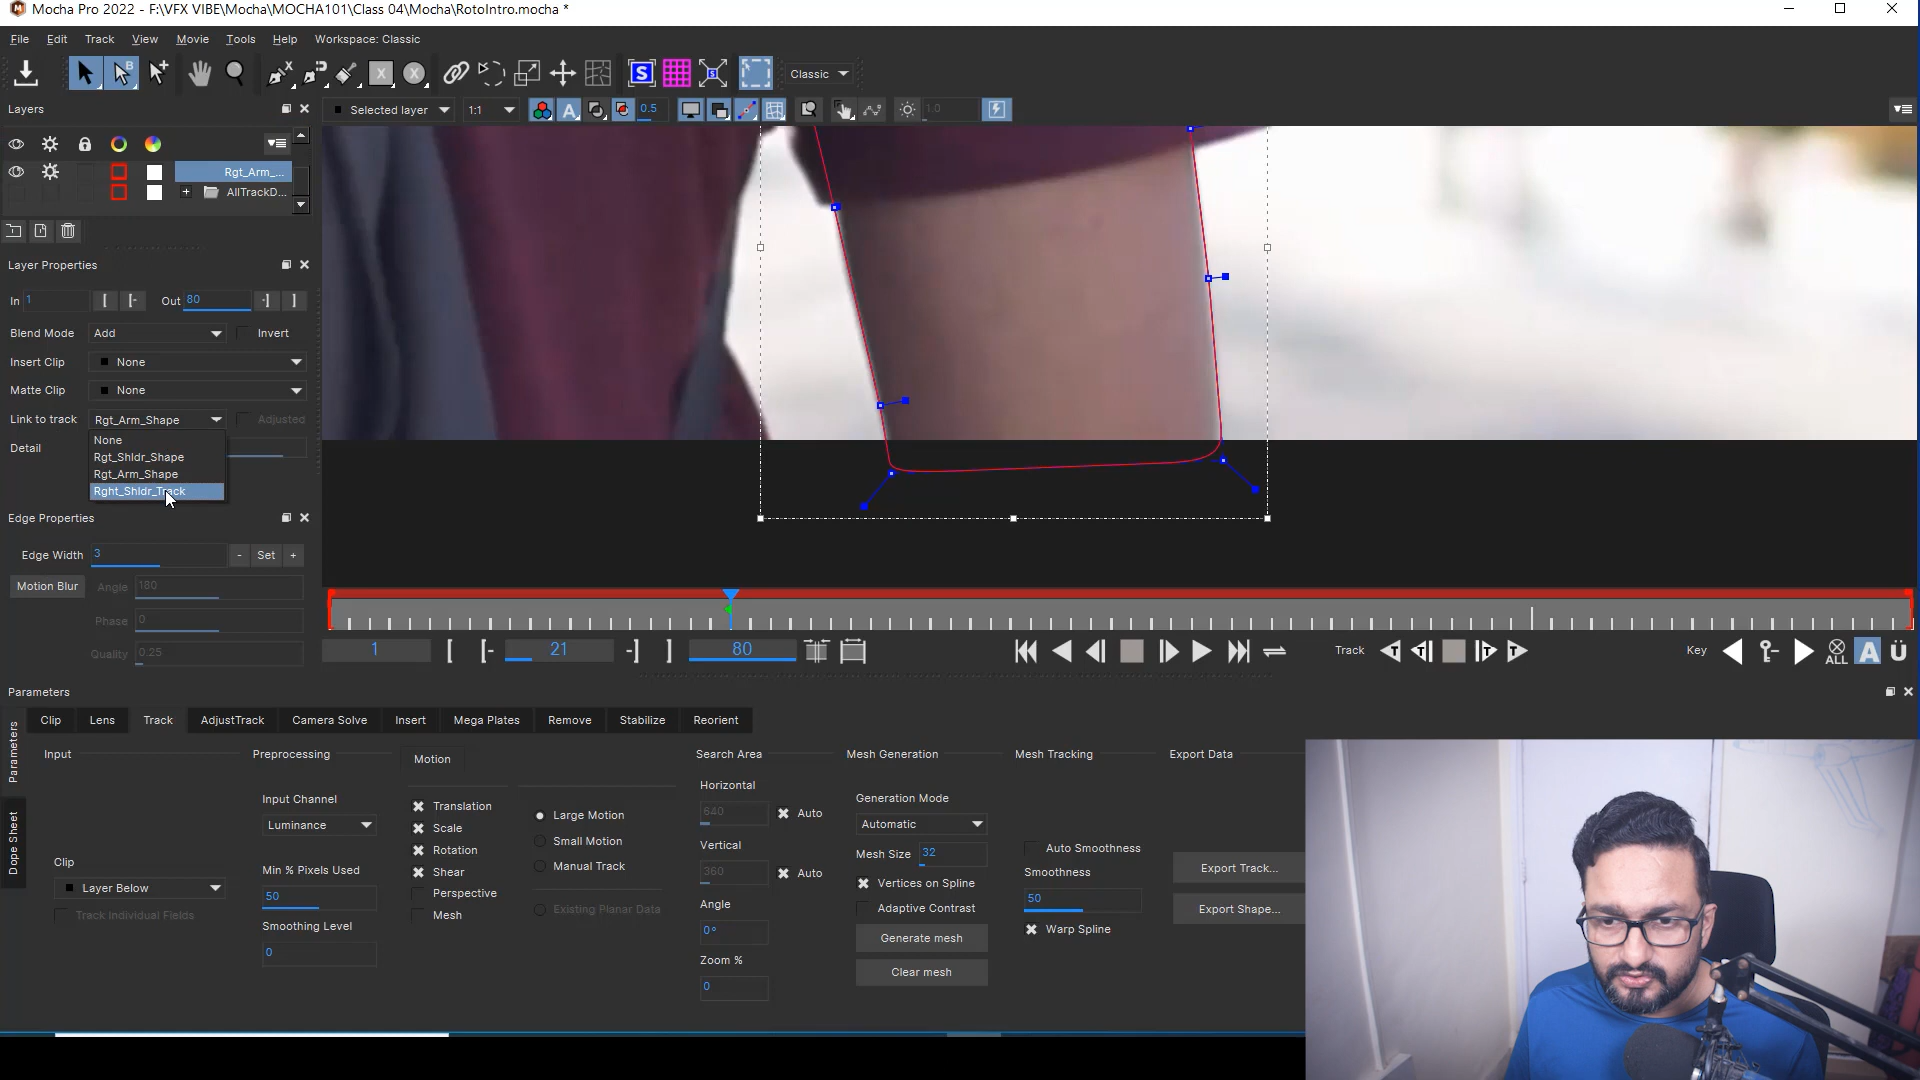 Mocha Pro 2022 - F:\VFX VIBE\Mocha\MOCHA101\Class 04\Mocha\RotoIntro.mocha *
File Edit Track View Movie Tools Help Workspace: Classic
Classic
Layers
Selected layer 1:1 0.5 1.0
Rgt_Arm_...
AllTrackD...
Layer Properties
In 1 Out 80
Blend Mode Add Invert
Insert Clip None
Matte Clip None
Link to track Rgt_Arm_Shape Adjusted
None
Detail
Rgt_Shldr_Shape
Rgt_Arm_Shape
Rght_Shldr_Track
Edge Properties
Edge Width 3 - Set +
Motion Blur Angle 180
Phase 0
Quality 0.25
1 21 80 Track Key ALL A Ü
Parameters
Clip Lens Track AdjustTrack Camera Solve Insert Mega Plates Remove Stabilize Reorient
Parameters
Dope Sheet
Input
Clip
Layer Below
Track Individual Fields
Preprocessing
Input Channel
Luminance
Min % Pixels Used
50
Smoothing Level
0
Motion
Translation
Scale
Rotation
Shear
Perspective
Mesh
Large Motion
Small Motion
Manual Track
Existing Planar Data
Search Area
Horizontal
640 Auto
Vertical
360 Auto
Angle
0°
Zoom %
0
Mesh Generation
Generation Mode
Automatic
Mesh Size 32
Vertices on Spline
Adaptive Contrast
Generate mesh
Clear mesh
Mesh Tracking
Auto Smoothness
Smoothness
50
Warp Spline
Export Data
Export Track...
Export Shape...